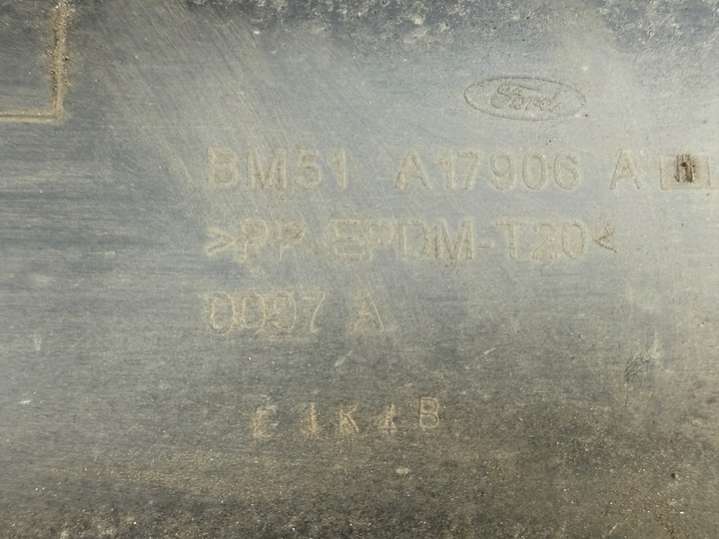 Ford
BM51 A17906 A
>PP-EPDM-T20<
0097 A